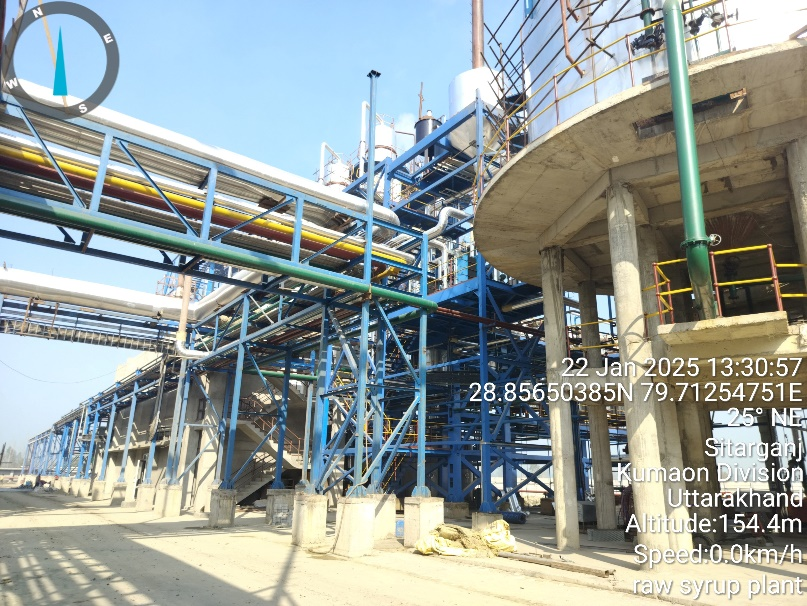 N
E
W
S
22 Jan 2025 13:30:57
28.85650385N 79.71254751E
25° NE
Sitarganj
Kumaon Division
Uttarakhand
Altitude:154.4m
Speed:0.0km/h
raw syrup plant